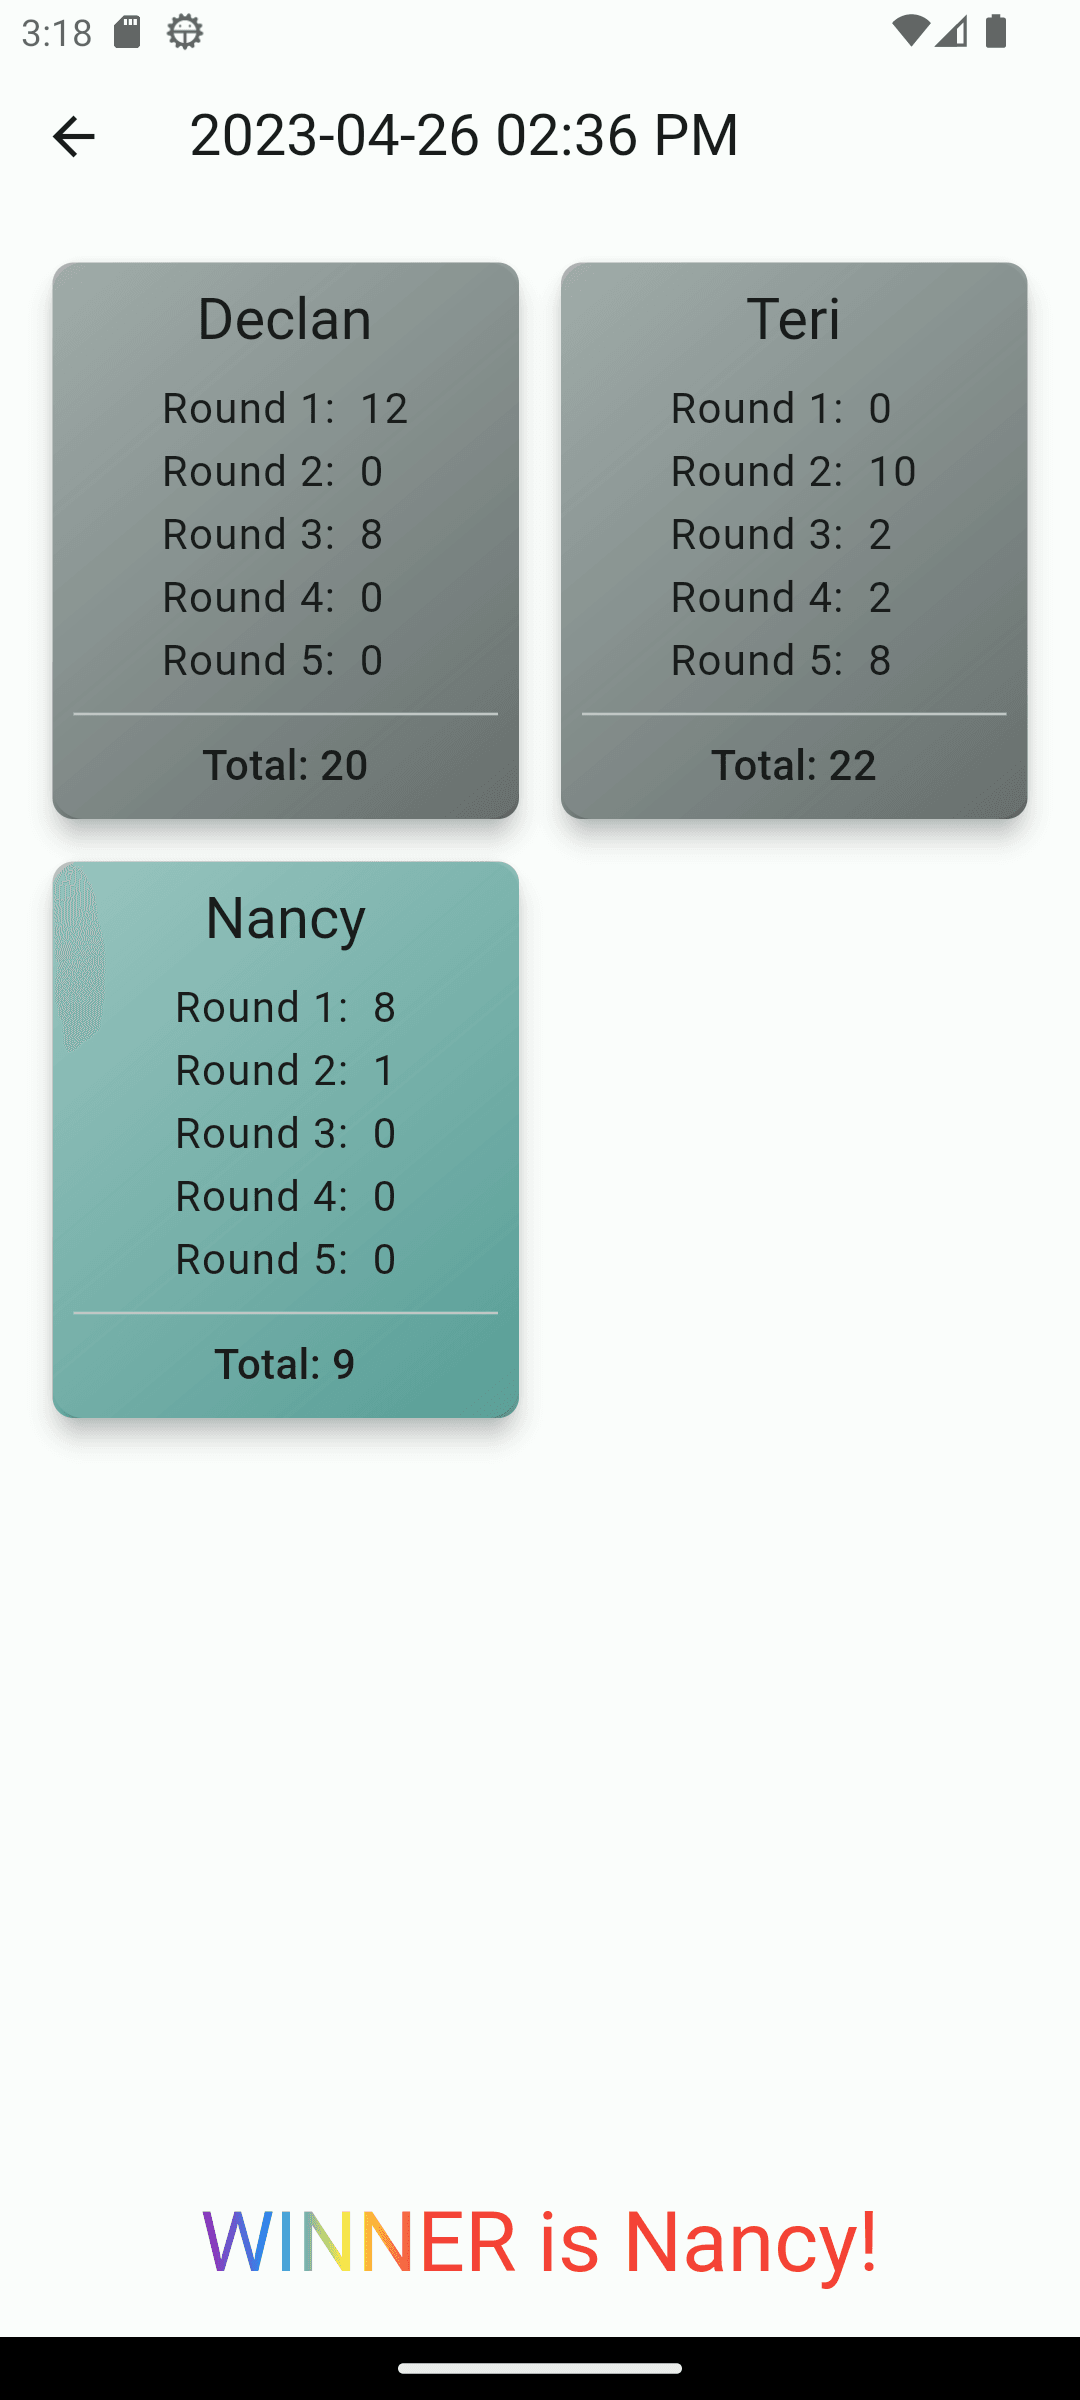 3:18
2023-04-26 02:36 PM
Declan
Round 1: 12
Round 2: 0
Round 3: 8
Round 4: 0
Round 5: 0
Total: 20
Teri
Round 1: 0
Round 2: 10
Round 3: 2
Round 4: 2
Round 5: 8
Total: 22
Nancy
Round 1: 8
Round 2: 1
Round 3: 0
Round 4: 0
Round 5: 0
Total: 9
WINNER is Nancy!